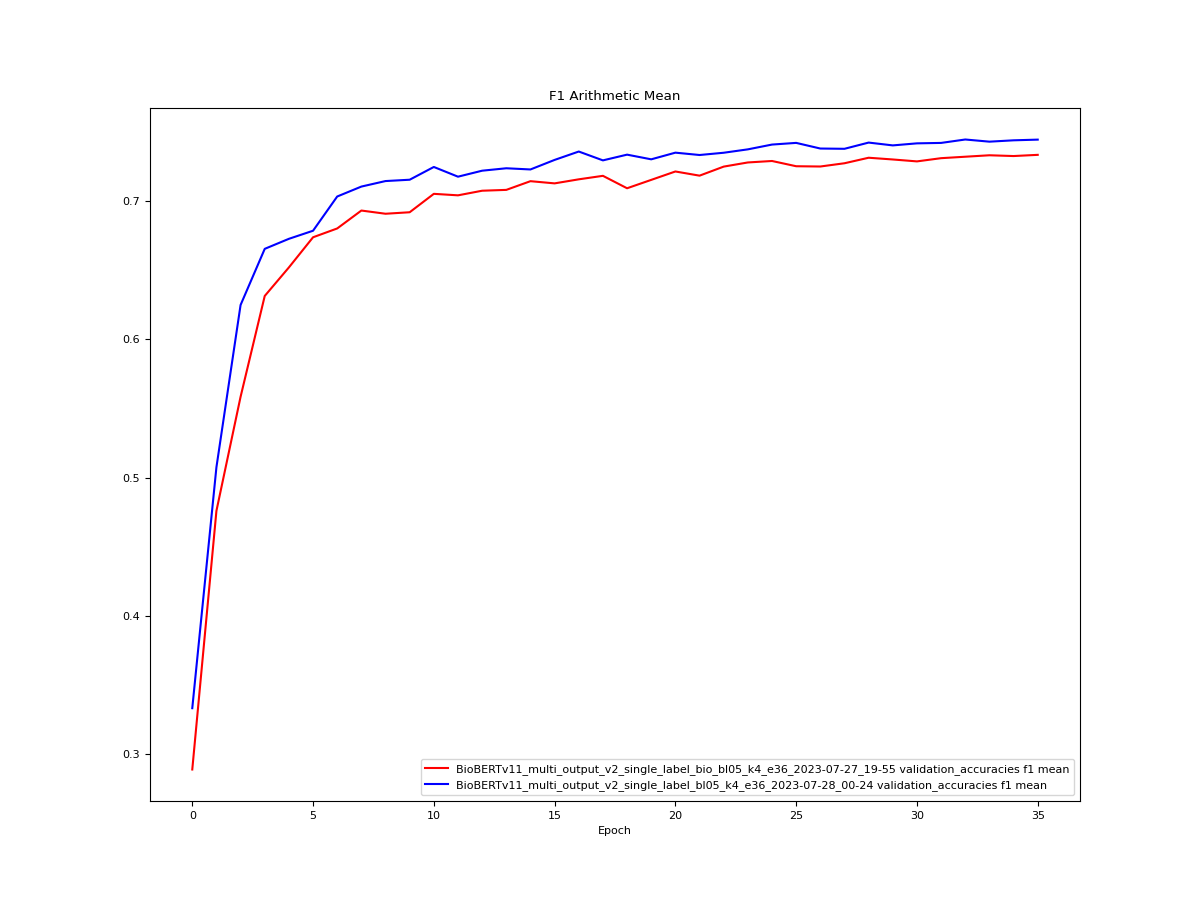 F1 Arithmetic Mean
0.7
0.6
0.5
0.4
0.3
BioBERTv11_multi_output_v2_single_label_bio_bl05_k4_e36_2023-07-27_19-55 validation_accuracies f1 mean
BioBERTv11_multi_output_v2_single_label_bl05_k4_e36_2023-07-28_00-24 validation_accuracies f1 mean
0 5 10 15 20 25 30 35
Epoch